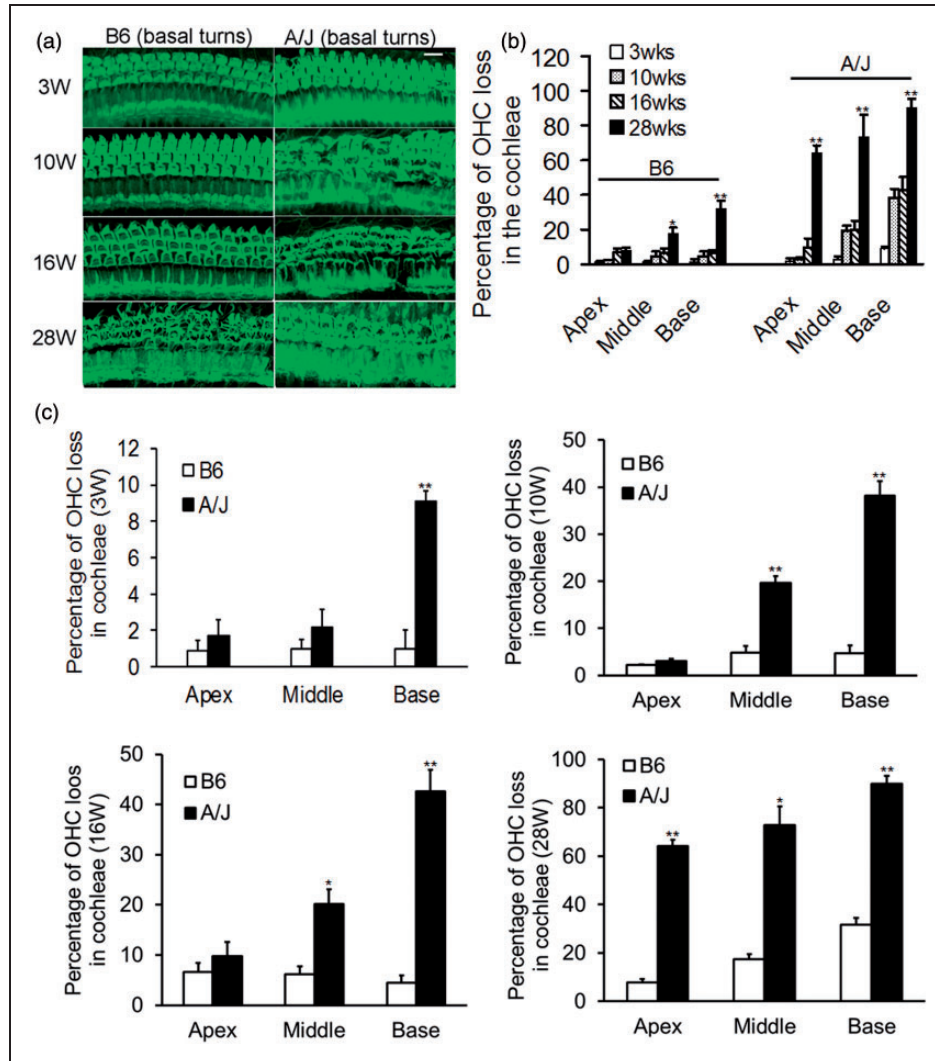 (a)
B6 (basal turns) A/J (basal turns)
3W
10W
16W
28W
(b)
3wks
10wks
16wks
28wks
A/J
B6
**
**
**
*
**
120
100
80
60
40
20
0
Percentage of OHC loss
in the cochleae
Apex
Middle
Base
Apex
Middle
Base
(c)
B6
A/J
**
12
10
8
6
4
2
0
Percentage of OHC loss
in cochleae (3W)
Apex Middle Base
B6
A/J
**
**
50
40
30
20
10
0
Percentage of OHC loss
in cochleae (10W)
Apex Middle Base
B6
A/J
*
**
50
40
30
20
10
0
Percentage of OHC loos
in cochleae (16W)
Apex Middle Base
B6
A/J
**
*
**
100
80
60
40
20
0
Percentage of OHC loss
in cochleae (28W)
Apex Middle Base